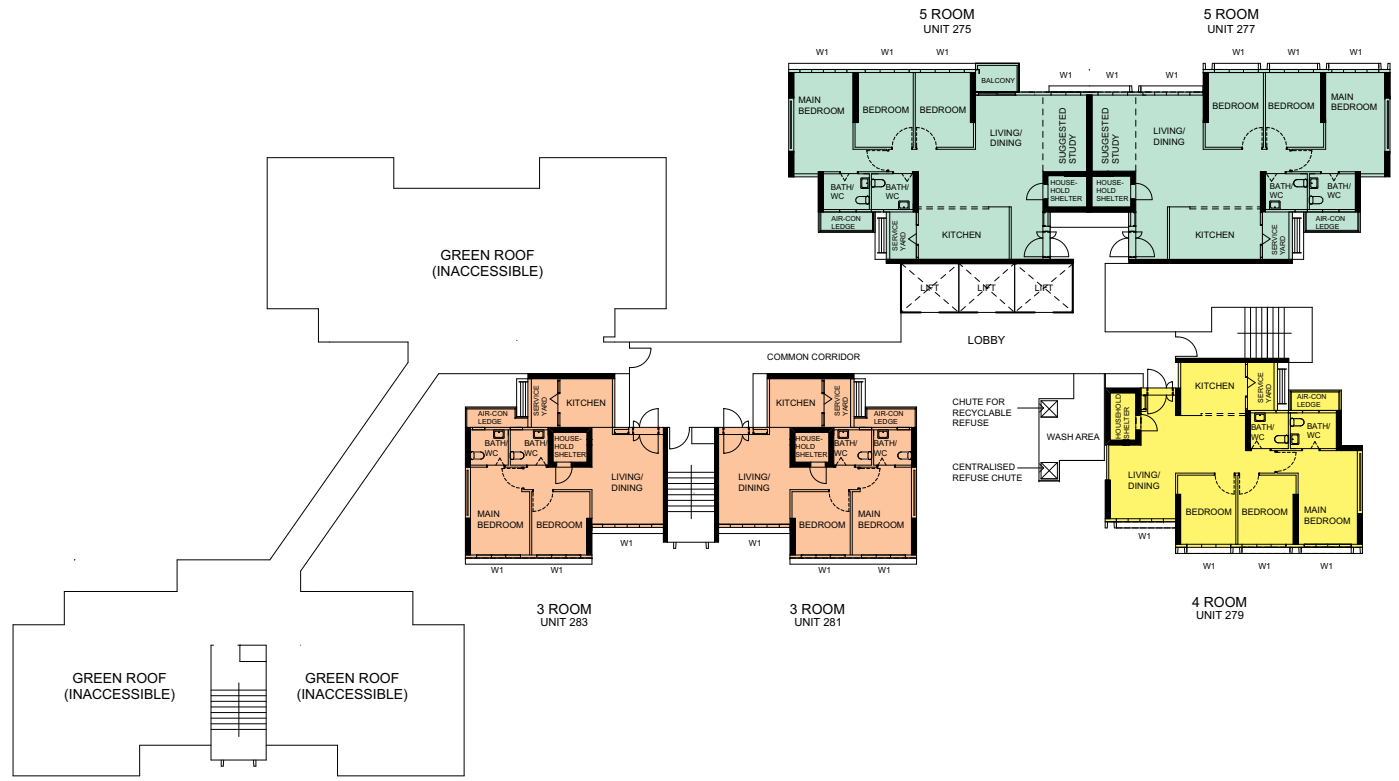 5 ROOM
UNIT 275
5 ROOM
UNIT 277
W1
W1
W1
W1
W1
W1
W1
W1
W1
BALCONY
MAIN
BEDROOM
BEDROOM
BEDROOM
LIVING/
DINING
SUGGESTED
STUDY
SUGGESTED
STUDY
LIVING/
DINING
BEDROOM
BEDROOM
MAIN
BEDROOM
BATH/
WC
BATH/
WC
HOUSE-
HOLD
SHELTER
HOUSE-
HOLD
SHELTER
BATH/
WC
BATH/
WC
AIR-CON
LEDGE
SERVICE
YARD
KITCHEN
KITCHEN
SERVICE
YARD
AIR-CON
LEDGE
GREEN ROOF
(INACCESSIBLE)
LIFT
LIFT
LIFT
LOBBY
COMMON CORRIDOR
AIR-CON
LEDGE
SERVICE
YARD
KITCHEN
BATH/
WC
BATH/
WC
HOUSE-
HOLD
SHELTER
LIVING/
DINING
MAIN
BEDROOM
BEDROOM
W1
W1
W1
3 ROOM
UNIT 283
KITCHEN
SERVICE
YARD
AIR-CON
LEDGE
HOUSE-
HOLD
SHELTER
BATH/
WC
BATH/
WC
LIVING/
DINING
BEDROOM
MAIN
BEDROOM
W1
W1
W1
3 ROOM
UNIT 281
CHUTE FOR
RECYCLABLE
REFUSE
WASH AREA
CENTRALISED
REFUSE CHUTE
KITCHEN
SERVICE
YARD
AIR-CON
LEDGE
HOUSEHOLD
SHELTER
BATH/
WC
BATH/
WC
LIVING/
DINING
BEDROOM
BEDROOM
MAIN
BEDROOM
W1
W1
W1
W1
4 ROOM
UNIT 279
GREEN ROOF
(INACCESSIBLE)
GREEN ROOF
(INACCESSIBLE)